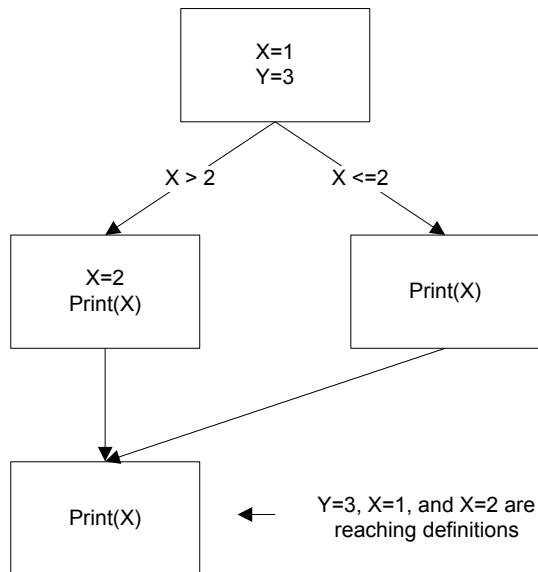 X=1
Y=3
X > 2
X <=2
X=2
Print(X)
Print(X)
Print(X)
Y=3, X=1, and X=2 are
reaching definitions